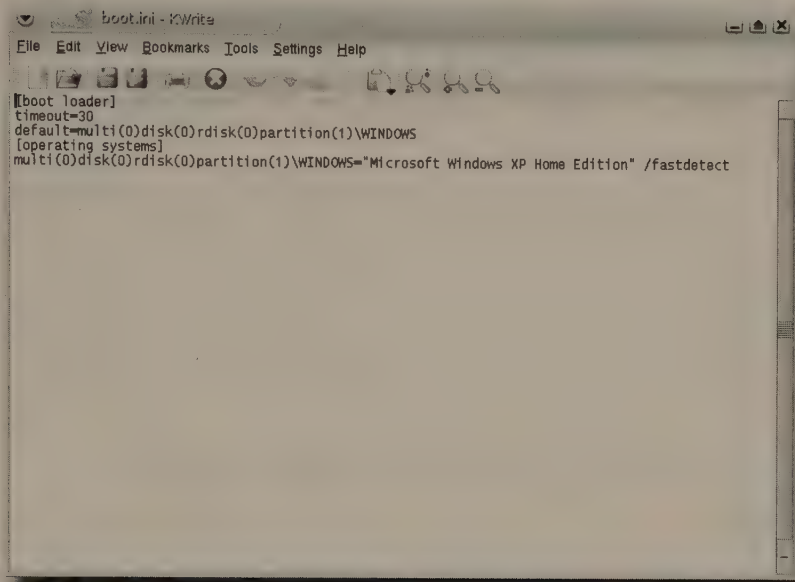 boot.ini - KWrite
File Edit View Bookmarks Tools Settings Help
[boot loader]
timeout=30
default=multi(0)disk(0)rdisk(0)partition(1)\WINDOWS
[operating systems]
multi(0)disk(0)rdisk(0)partition(1)\WINDOWS="Microsoft Windows XP Home Edition" /fastdetect